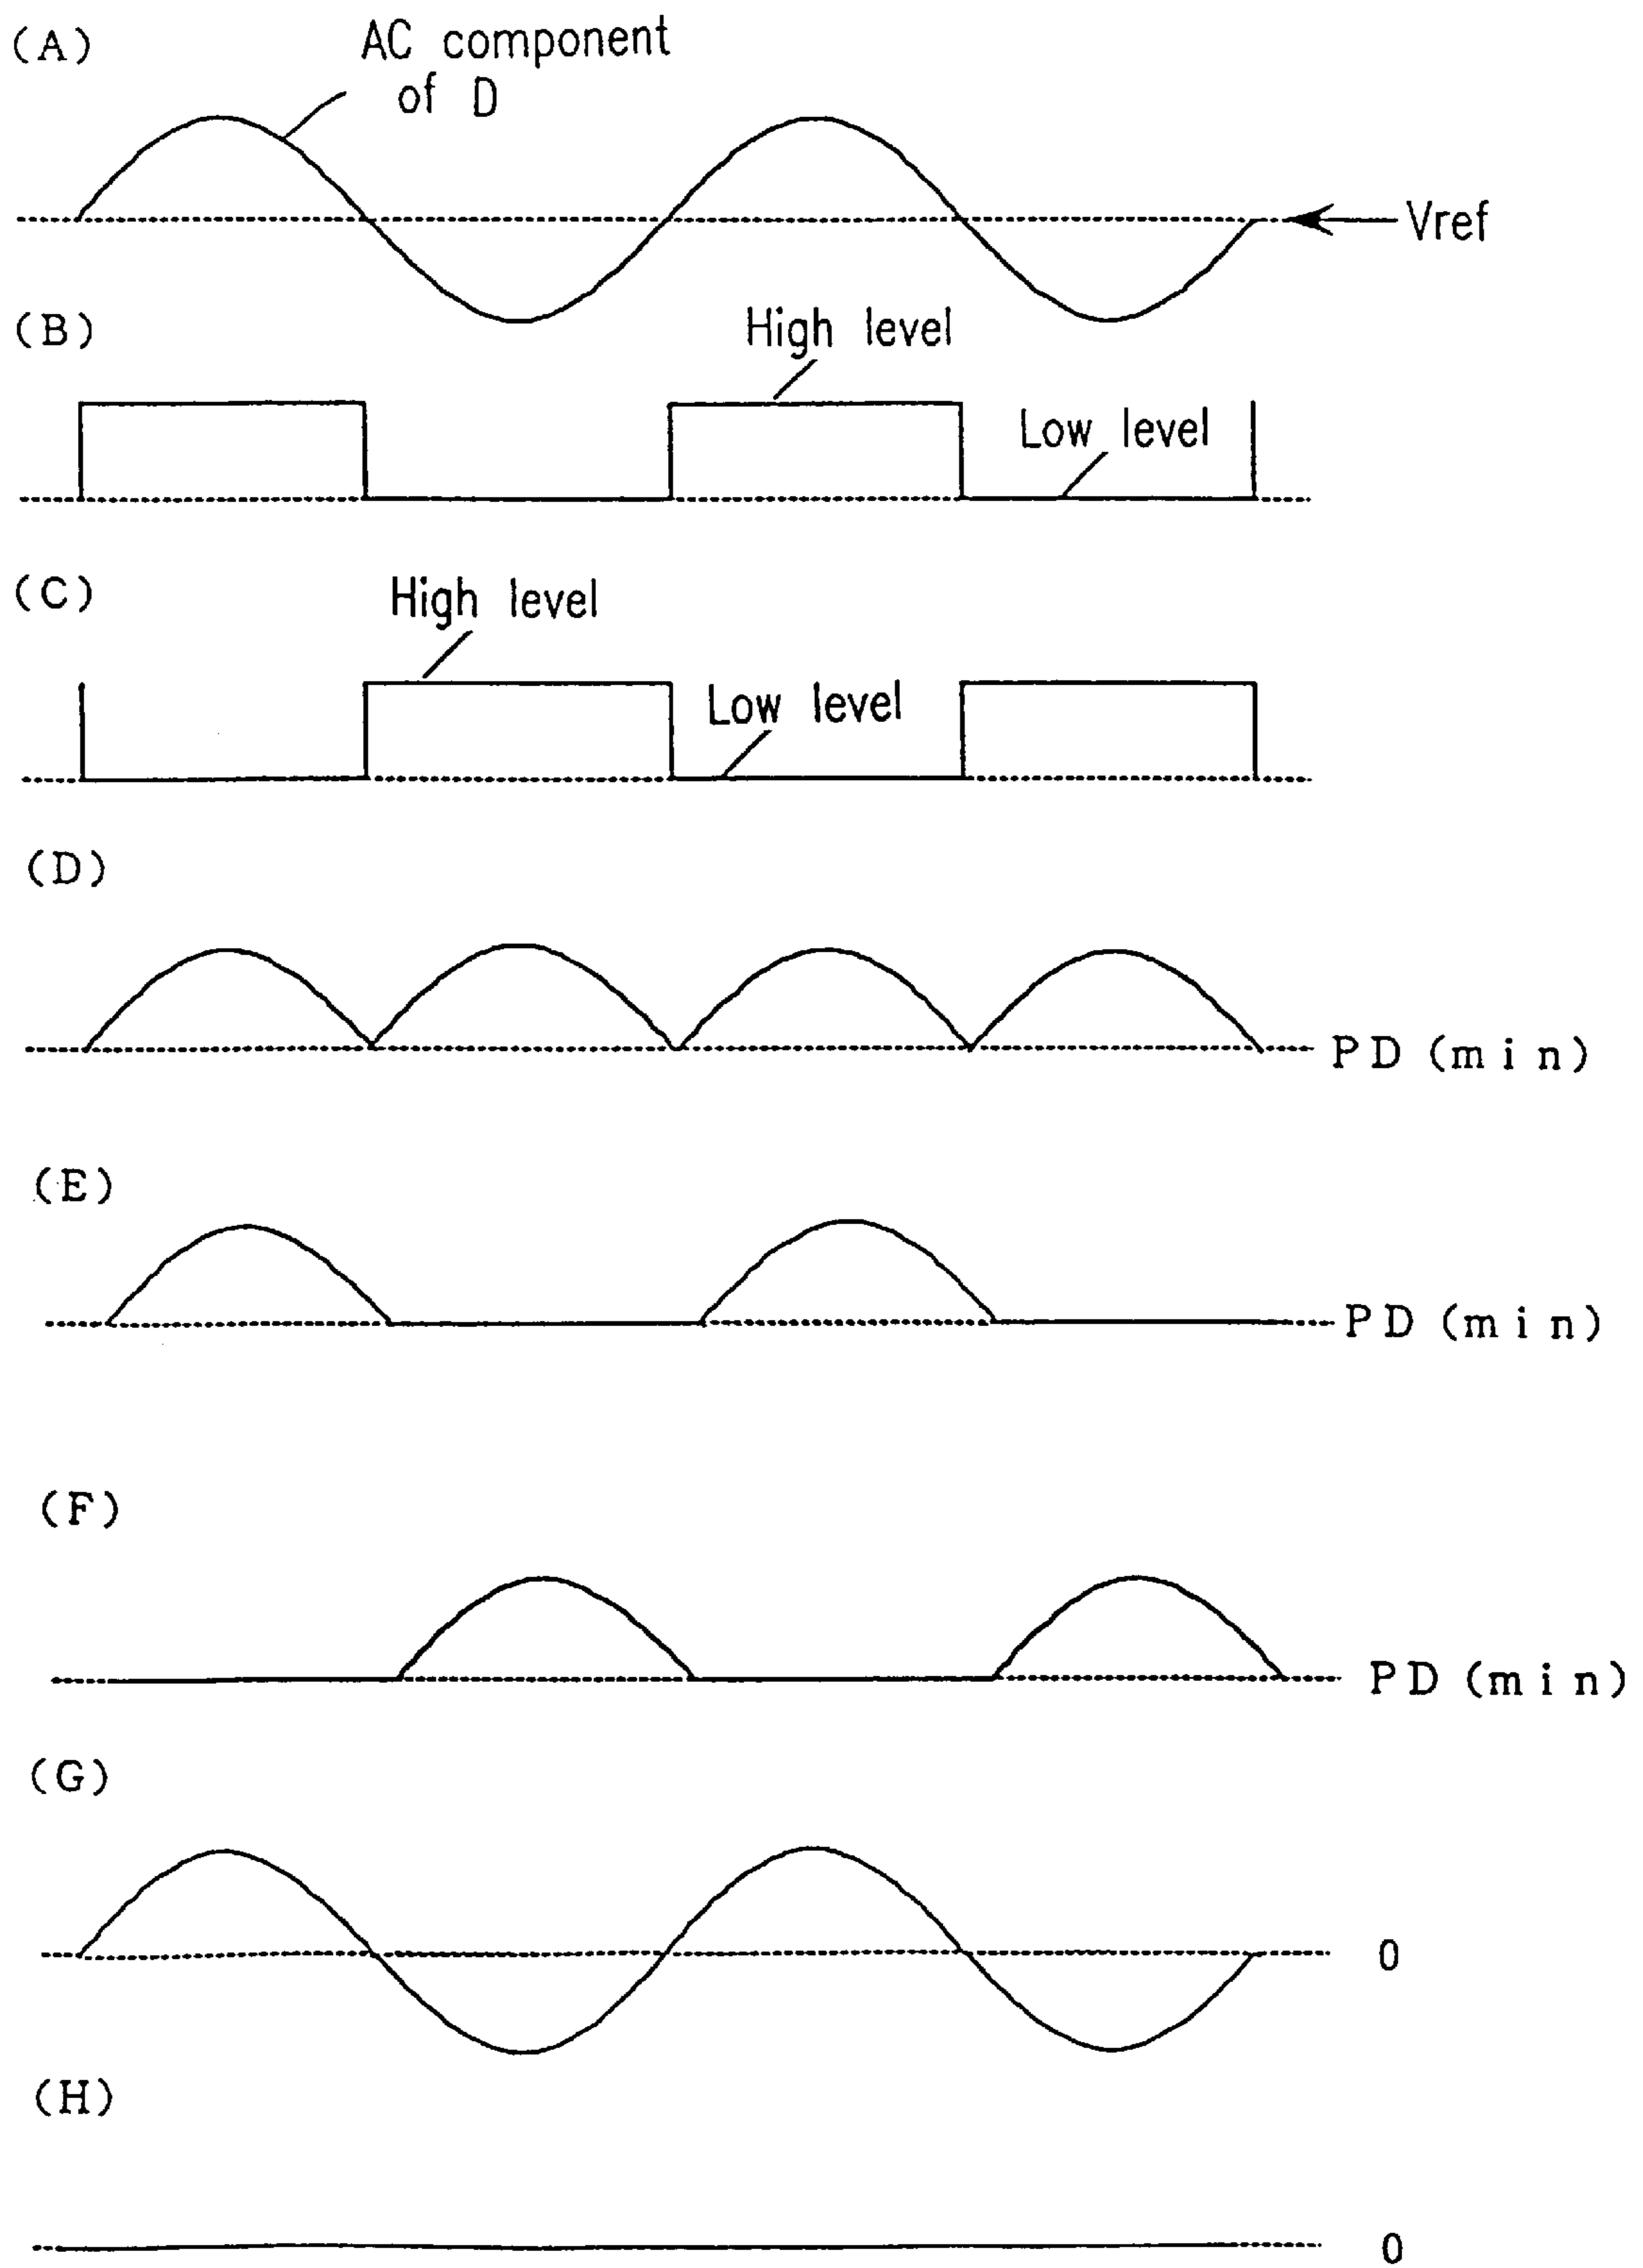 (A)
AC component
of D
Vref
(B)
High level
Low level
(C)
High level
Low level
(D)
PD (min)
(E)
PD (min)
(F)
PD (min)
(G)
0
(H)
0